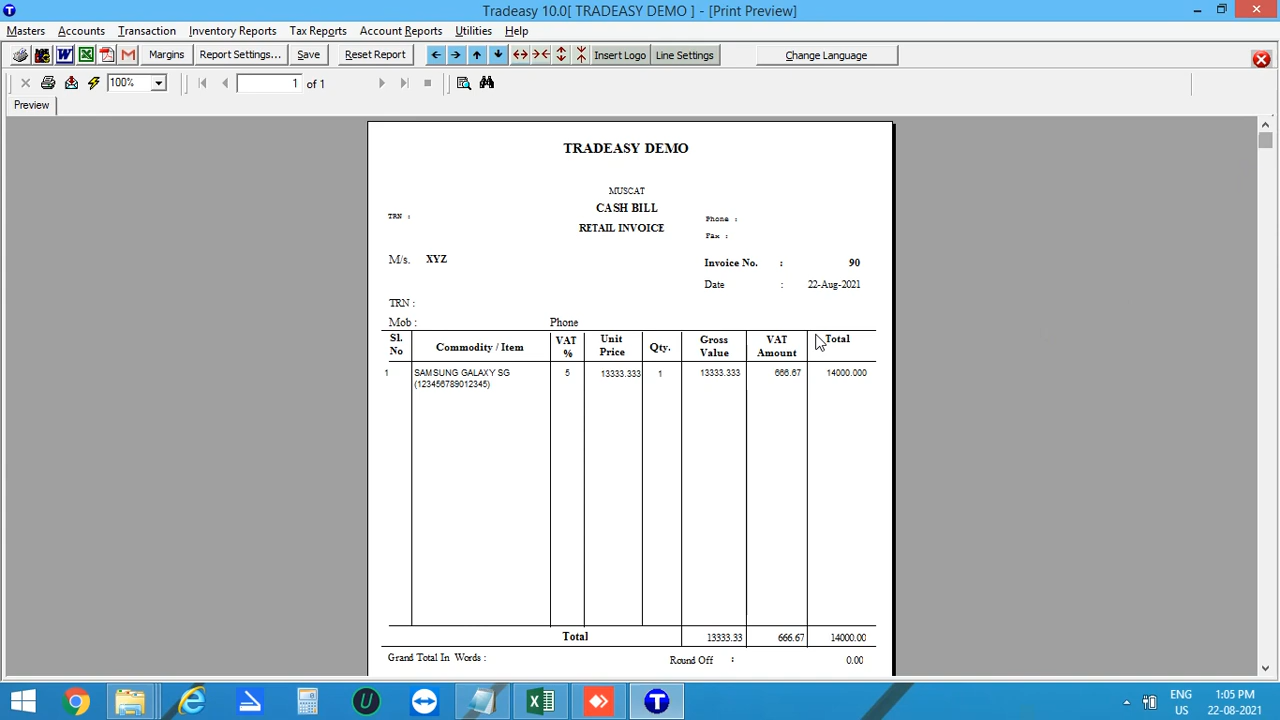 Tradeasy 10.0[ TRADEASY DEMO ] - [Print Preview]
Masters Accounts Transaction Inventory Reports Tax Reports Account Reports Utilities Help
Margins Report Settings... Save Reset Report Insert Logo Line Settings Change Language
100% 1 of 1
Preview
TRADEASY DEMO
MUSCAT
CASH BILL
TRN : Phone :
RETAIL INVOICE
Fax :
M/s. XYZ Invoice No. : 90
Date : 22-Aug-2021
TRN :
Mob : Phone
Sl. No Commodity / Item VAT % Unit Price Qty. Gross Value VAT Amount Total
1 SAMSUNG GALAXY SG 5 13333.333 1 13333.333 666.67 14000.000
(123456789012345)
Total 13333.33 666.67 14000.00
Grand Total In Words : Round Off : 0.00
ENG 1:05 PM
US 22-08-2021